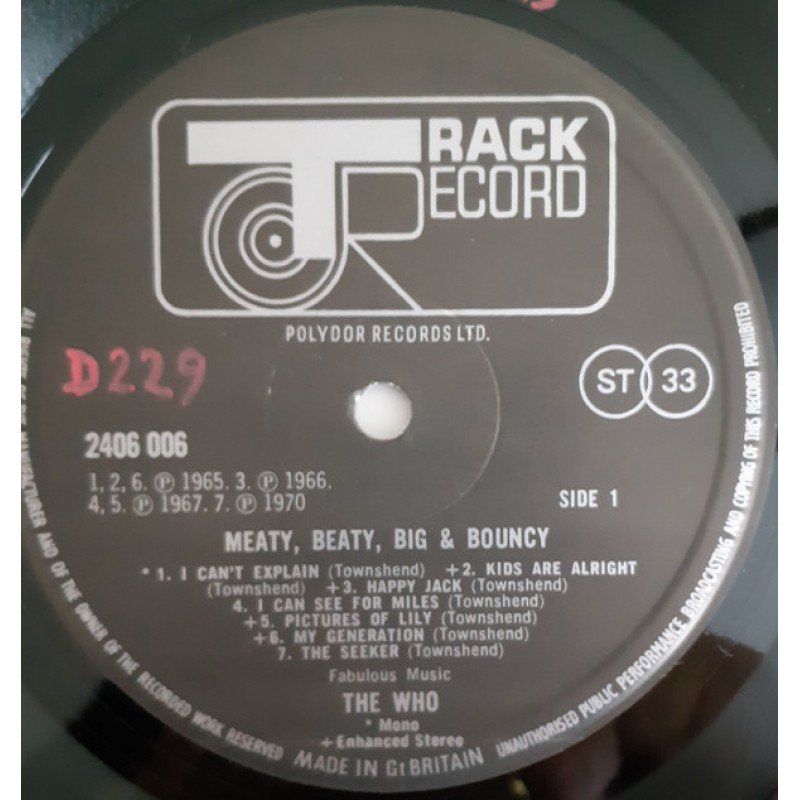 TRACK
RECORD
POLYDOR RECORDS LTD.
D229
ST 33
2406 006
1, 2, 6. ℗ 1965. 3. ℗ 1966.
4, 5. ℗ 1967. 7. ℗ 1970
SIDE 1
MEATY, BEATY, BIG & BOUNCY
* 1. I CAN'T EXPLAIN (Townshend) +2. KIDS ARE ALRIGHT
(Townshend) +3. HAPPY JACK (Townshend)
4. I CAN SEE FOR MILES (Townshend)
+5. PICTURES OF LILY (Townshend)
+6. MY GENERATION (Townshend)
7. THE SEEKER (Townshend)
Fabulous Music
THE WHO
* Mono
+ Enhanced Stereo
MANUFACTURER AND OF THE OWNER OF THE RECORDED WORK RESERVED
MADE IN Gt BRITAIN
UNAUTHORISED PUBLIC PERFORMANCE BROADCASTING AND COPYING OF THIS RECORD PROHIBITED